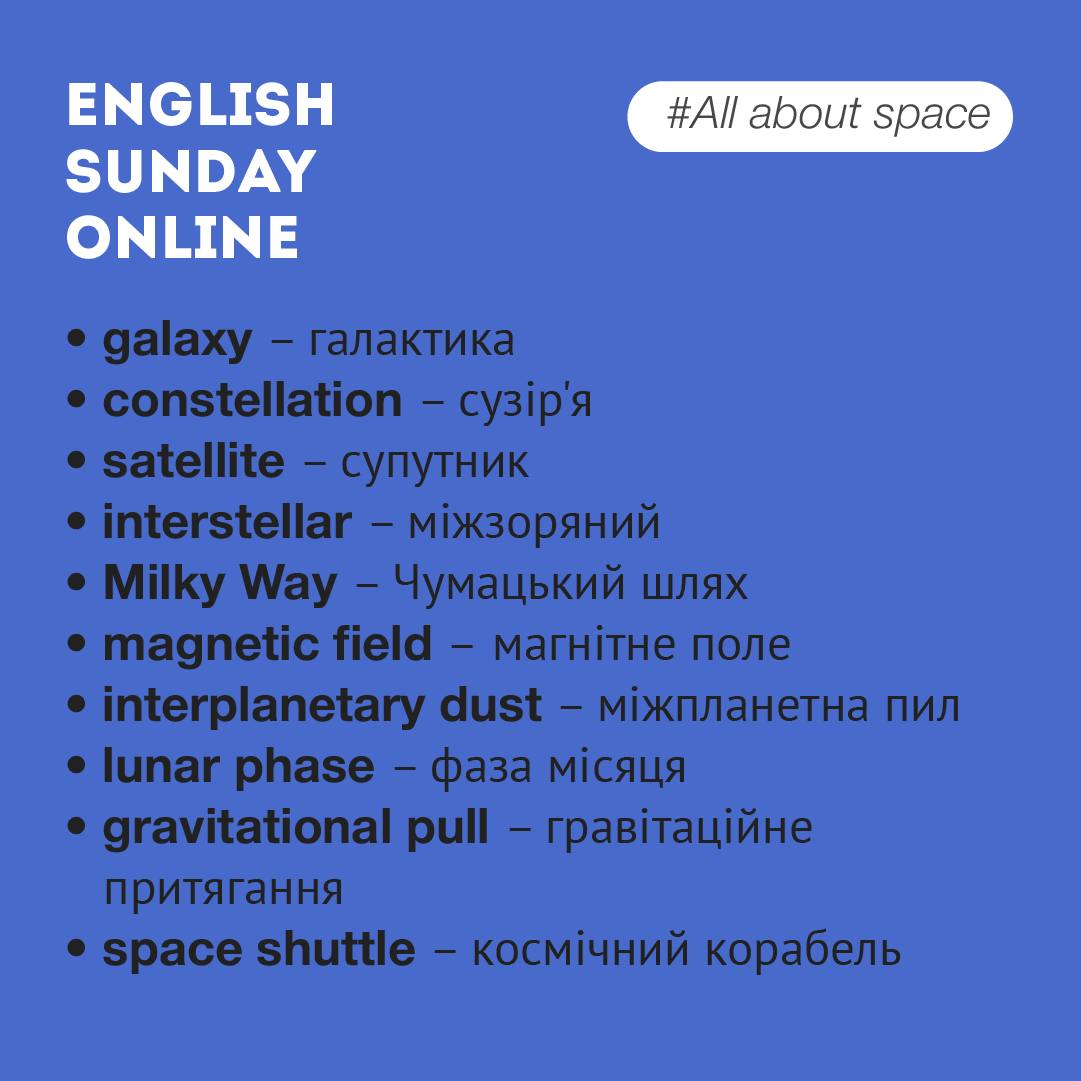 ENGLISH
SUNDAY
ONLINE
#All about space
• galaxy – галактика
• constellation – сузір'я
• satellite – супутник
• interstellar – міжзоряний
• Milky Way – Чумацький шлях
• magnetic field – магнітне поле
• interplanetary dust – міжпланетна пил
• lunar phase – фаза місяця
• gravitational pull – гравітаційне
притягання
• space shuttle – космічний корабель